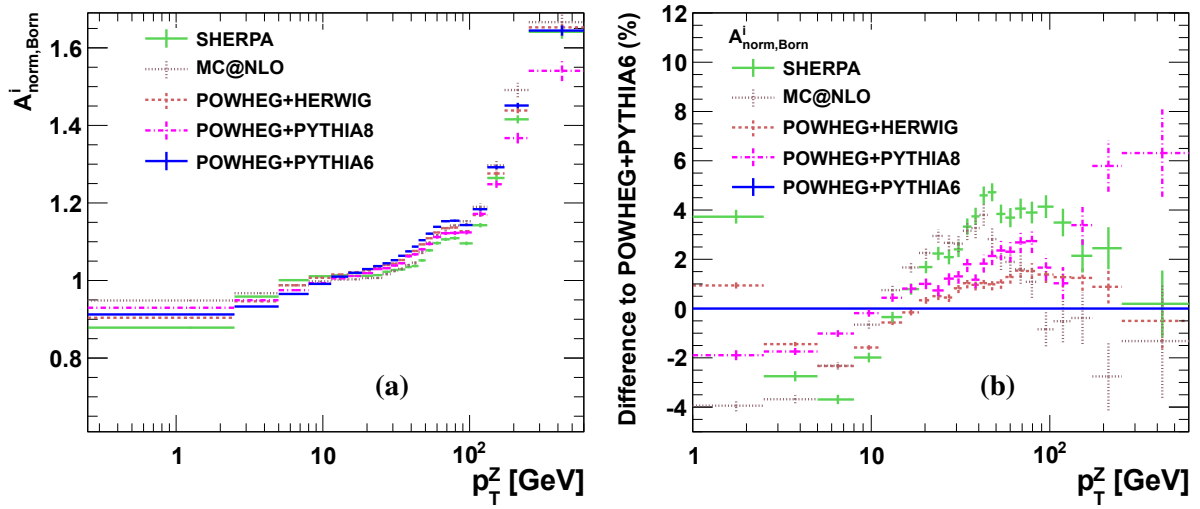 (a)
A^i_norm,Born
1.6
1.4
1.2
1
0.8
SHERPA
MC@NLO
POWHEG+HERWIG
POWHEG+PYTHIA8
POWHEG+PYTHIA6
(a)
1
10
10^2
p_T^Z [GeV]
Difference to POWHEG+PYTHIA6 (%)
12
10
8
6
4
2
0
-2
-4
A^i_norm,Born
SHERPA
MC@NLO
POWHEG+HERWIG
POWHEG+PYTHIA8
POWHEG+PYTHIA6
(b)
1
10
10^2
p_T^Z [GeV]